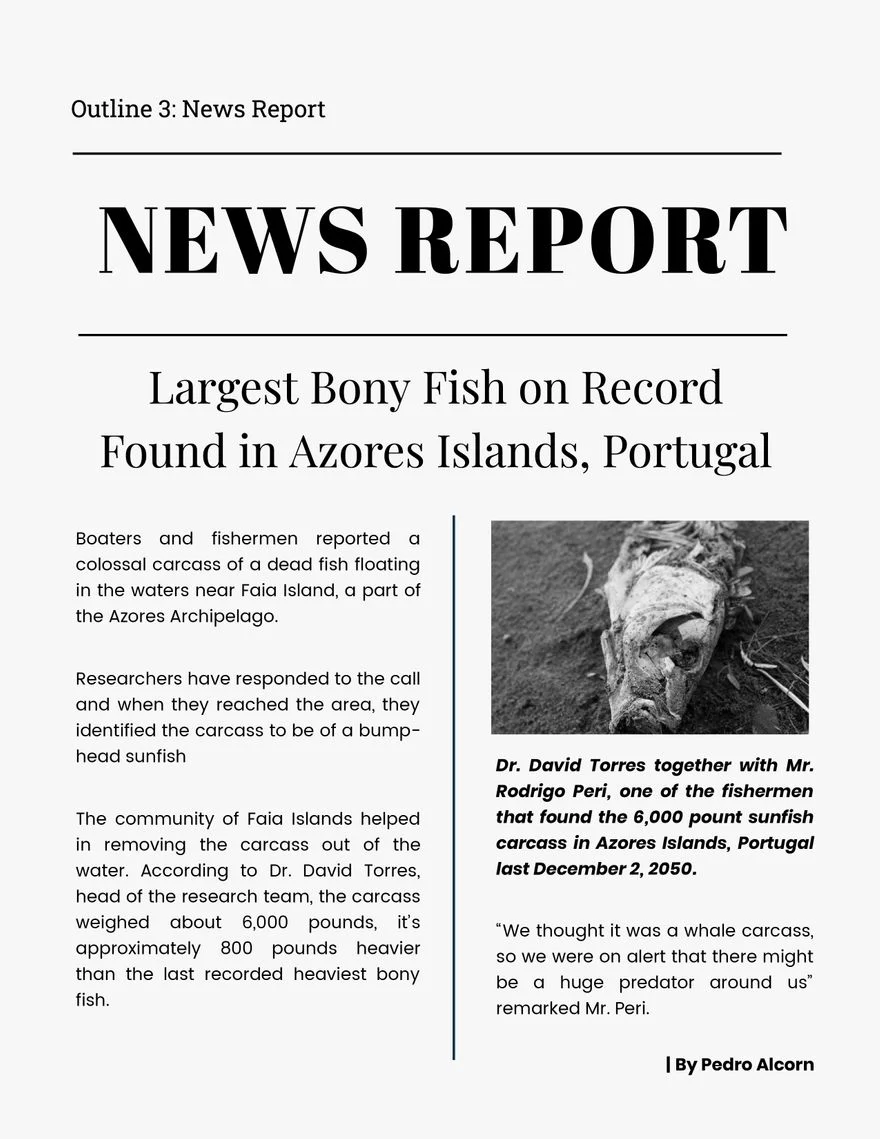 Outline 3: News Report
NEWS REPORT
Largest Bony Fish on Record
Found in Azores Islands, Portugal
Boaters and fishermen reported a
colossal carcass of a dead fish floating
in the waters near Faia Island, a part of
the Azores Archipelago.
Researchers have responded to the call
and when they reached the area, they
identified the carcass to be of a bump-
head sunfish
The community of Faia Islands helped
in removing the carcass out of the
water. According to Dr. David Torres,
head of the research team, the carcass
weighed about 6,000 pounds, it's
approximately 800 pounds heavier
than the last recorded heaviest bony
fish.
Dr. David Torres together with Mr.
Rodrigo Peri, one of the fishermen
that found the 6,000 pount sunfish
carcass in Azores Islands, Portugal
last December 2, 2050.
“We thought it was a whale carcass,
so we were on alert that there might
be a huge predator around us”
remarked Mr. Peri.
| By Pedro Alcorn